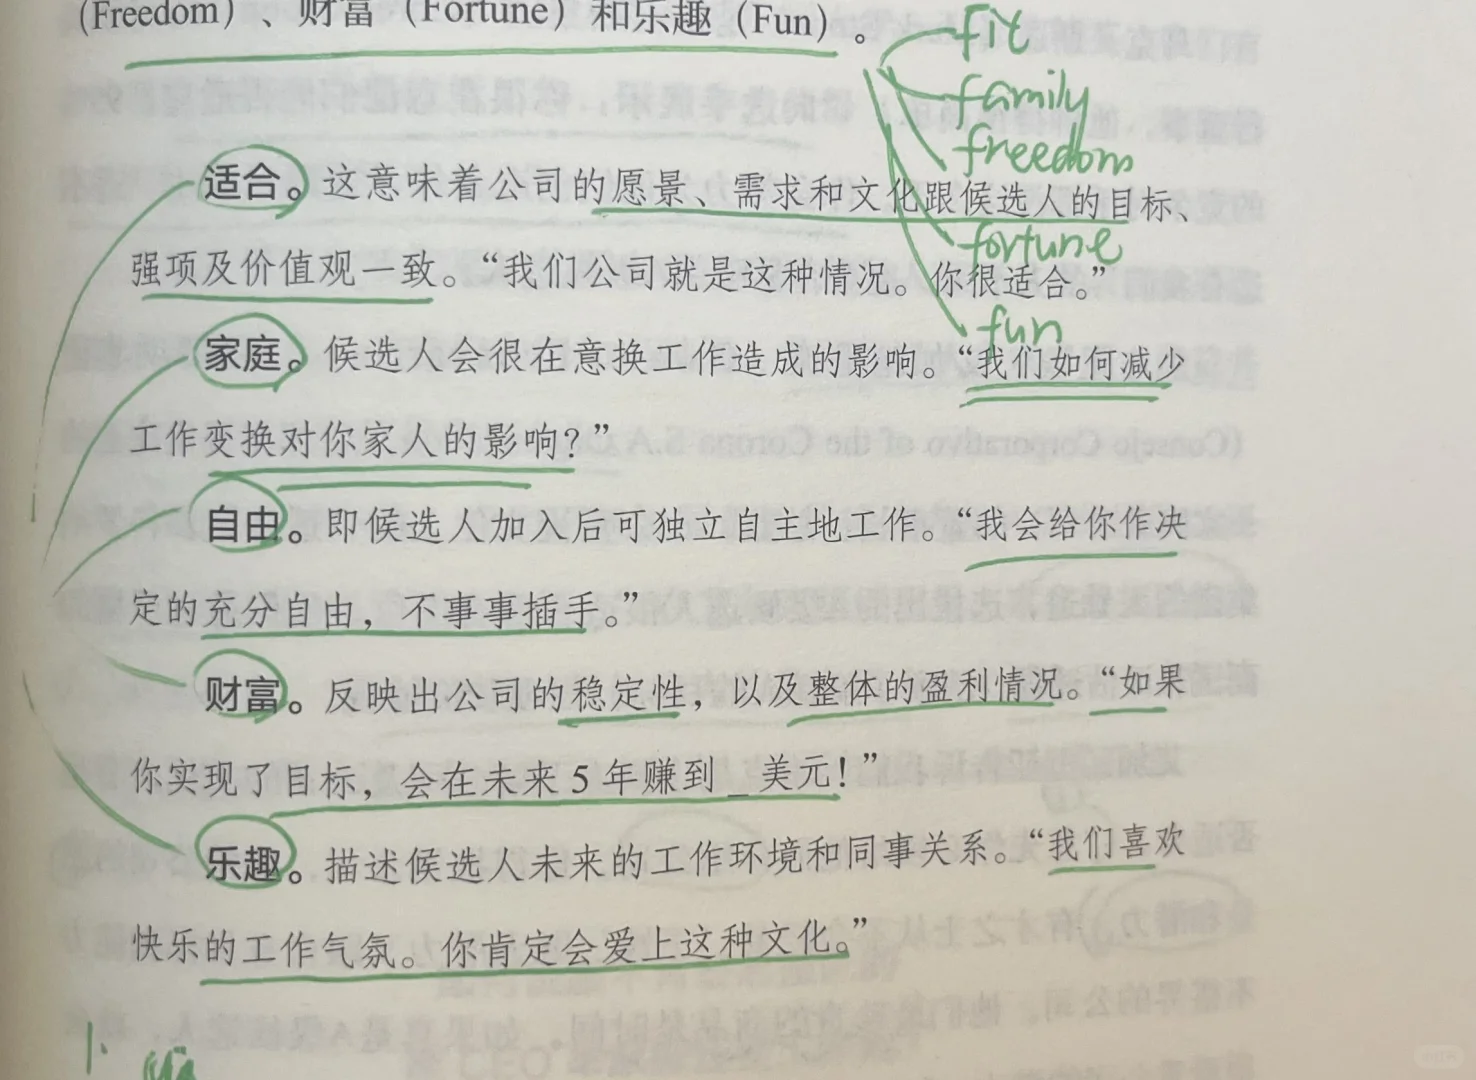 (Freedom)、财富（Fortune）和乐趣（Fun）。
fit
family
freedom
fortune
fun
适合。这意味着公司的愿景、需求和文化跟候选人的目标、
强项及价值观一致。“我们公司就是这种情况。你很适合。”
家庭。候选人会很在意换工作造成的影响。“我们如何减少
工作变换对你家人的影响？”
自由。即候选人加入后可独立自主地工作。“我会给你作决
定的充分自由，不事事插手。”
财富。反映出公司的稳定性，以及整体的盈利情况。“如果
你实现了目标，会在未来 5 年赚到 _ 美元！”
乐趣。描述候选人未来的工作环境和同事关系。“我们喜欢
快乐的工作气氛。你肯定会爱上这种文化。”
1.